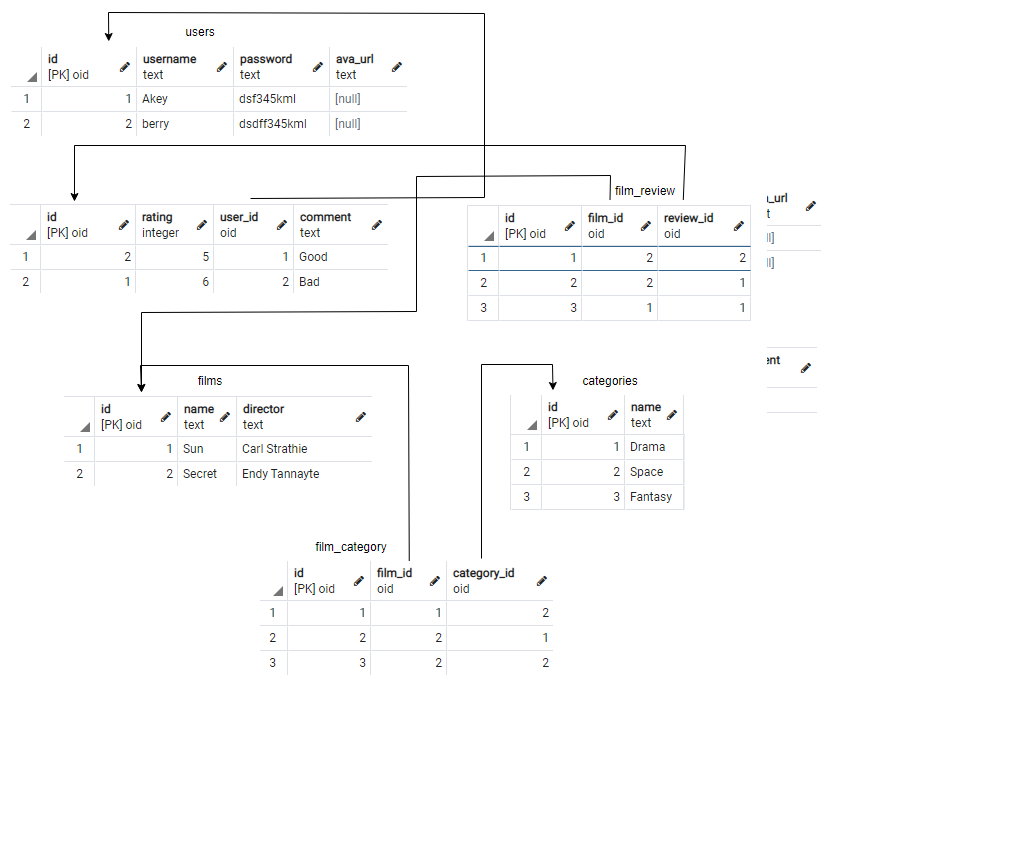 users
id username password ava_url
[PK] oid text text text
1 1 Akey dsf345kml [null]
2 2 berry dsdff345kml [null]
film_review
id rating user_id comment
[PK] oid integer oid text
1 2 5 1 Good
2 1 6 2 Bad
id film_id review_id
[PK] oid oid oid
1 1 2 2
2 2 2 1
3 3 1 1
_url
t
ll]
ll]
ent
films
id name director
[PK] oid text text
1 1 Sun Carl Strathie
2 2 Secret Endy Tannayte
categories
id name
[PK] oid text
1 1 Drama
2 2 Space
3 3 Fantasy
film_category
id film_id category_id
[PK] oid oid oid
1 1 1 2
2 2 2 1
3 3 2 2